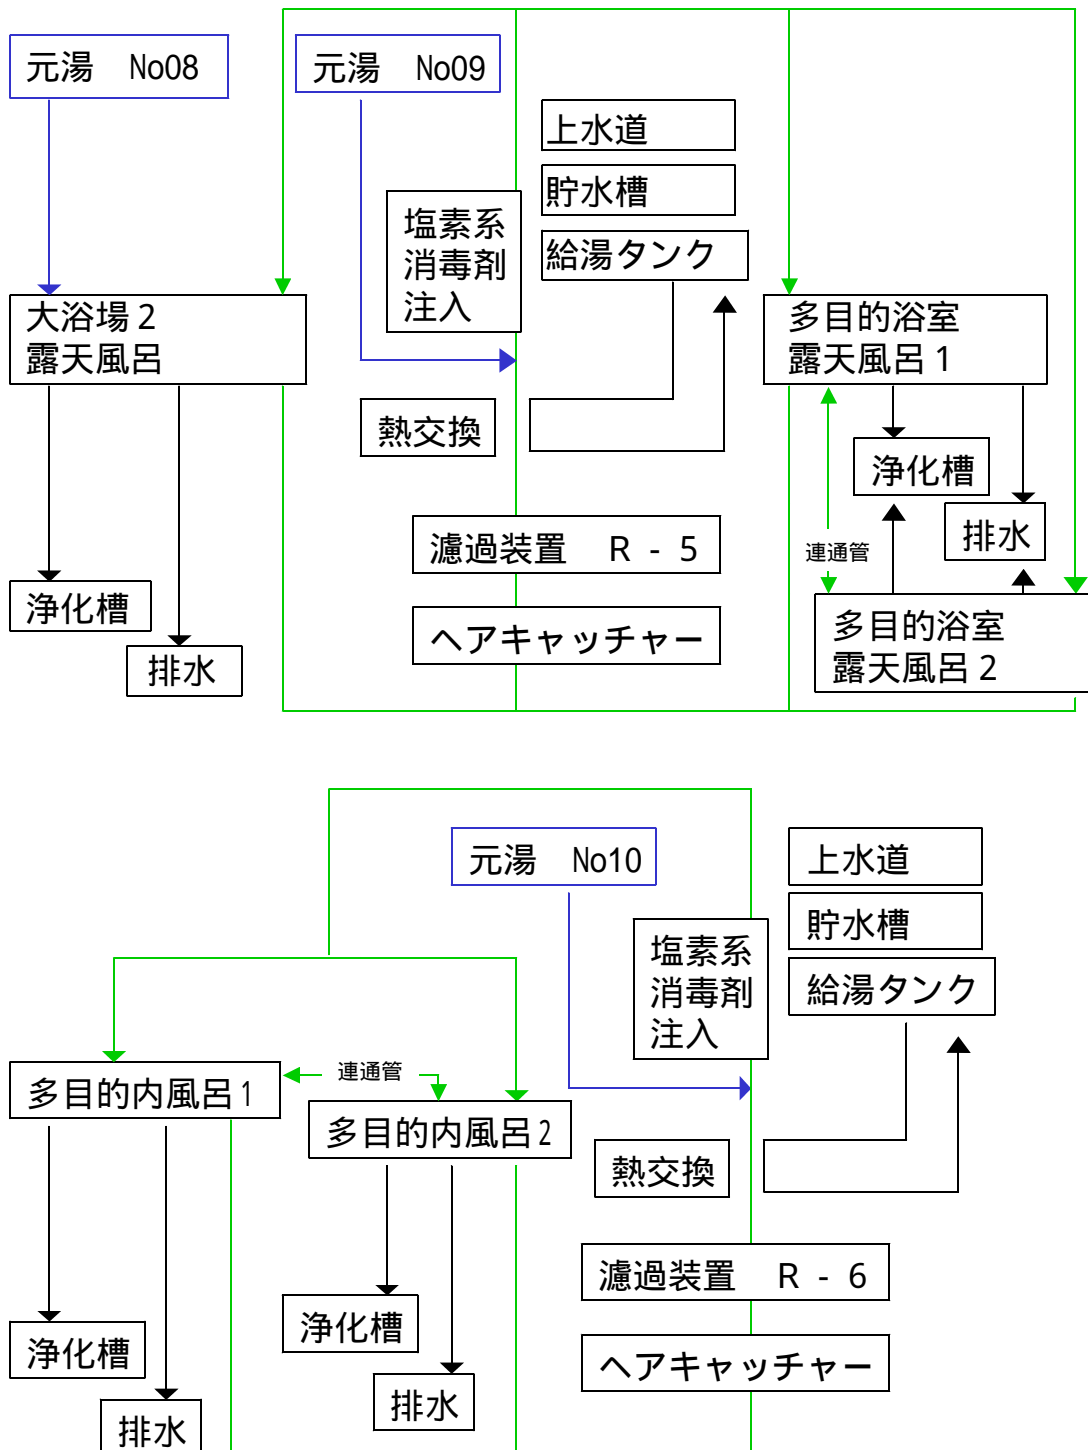 元湯　No08
元湯　No09
上水道
貯水槽
給湯タンク
塩素系
消毒剤
注入
大浴場２
露天風呂
多目的浴室
露天風呂１
熱交換
浄化槽
排水
濾過装置　Ｒ‐５
連通管
浄化槽
ヘアキャッチャー
多目的浴室
露天風呂２
排水
元湯　No10
上水道
貯水槽
塩素系
消毒剤
注入
給湯タンク
連通管
多目的内風呂1
多目的内風呂2
熱交換
濾過装置　Ｒ‐６
浄化槽
浄化槽
ヘアキャッチャー
排水
排水